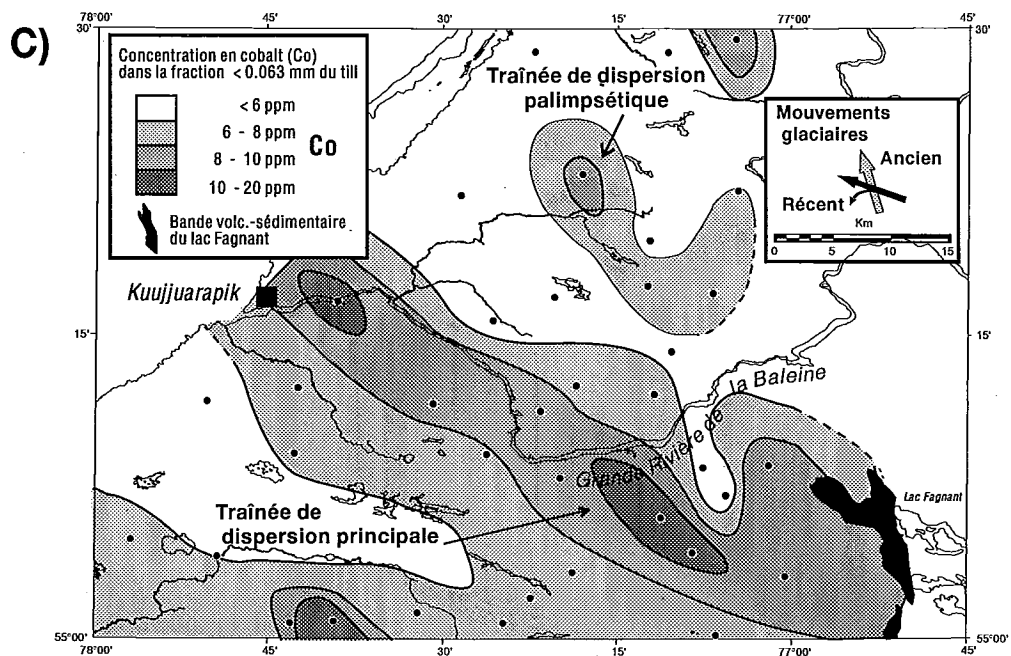 C)
78°00'
45'
30'
15'
77°00'
45'
30'
30'
Concentration en cobalt (Co)
dans la fraction <0.063 mm du till
<6 ppm
6 - 8 ppm
8 - 10 ppm
10 - 20 ppm
Co
Bande volc.-sédimentaire
du lac Fagnant
Traînée de dispersion
palimpsétique
Mouvements
glaciaires
Ancien
Récent
Km
0 5 10 15
Kuujjuarapik
15'
15'
Grande Rivière de la Baleine
Lac Fagnant
Traînée de
dispersion principale
55°00'
55°00'
78°00'
45'
30'
15'
77°00'
45'